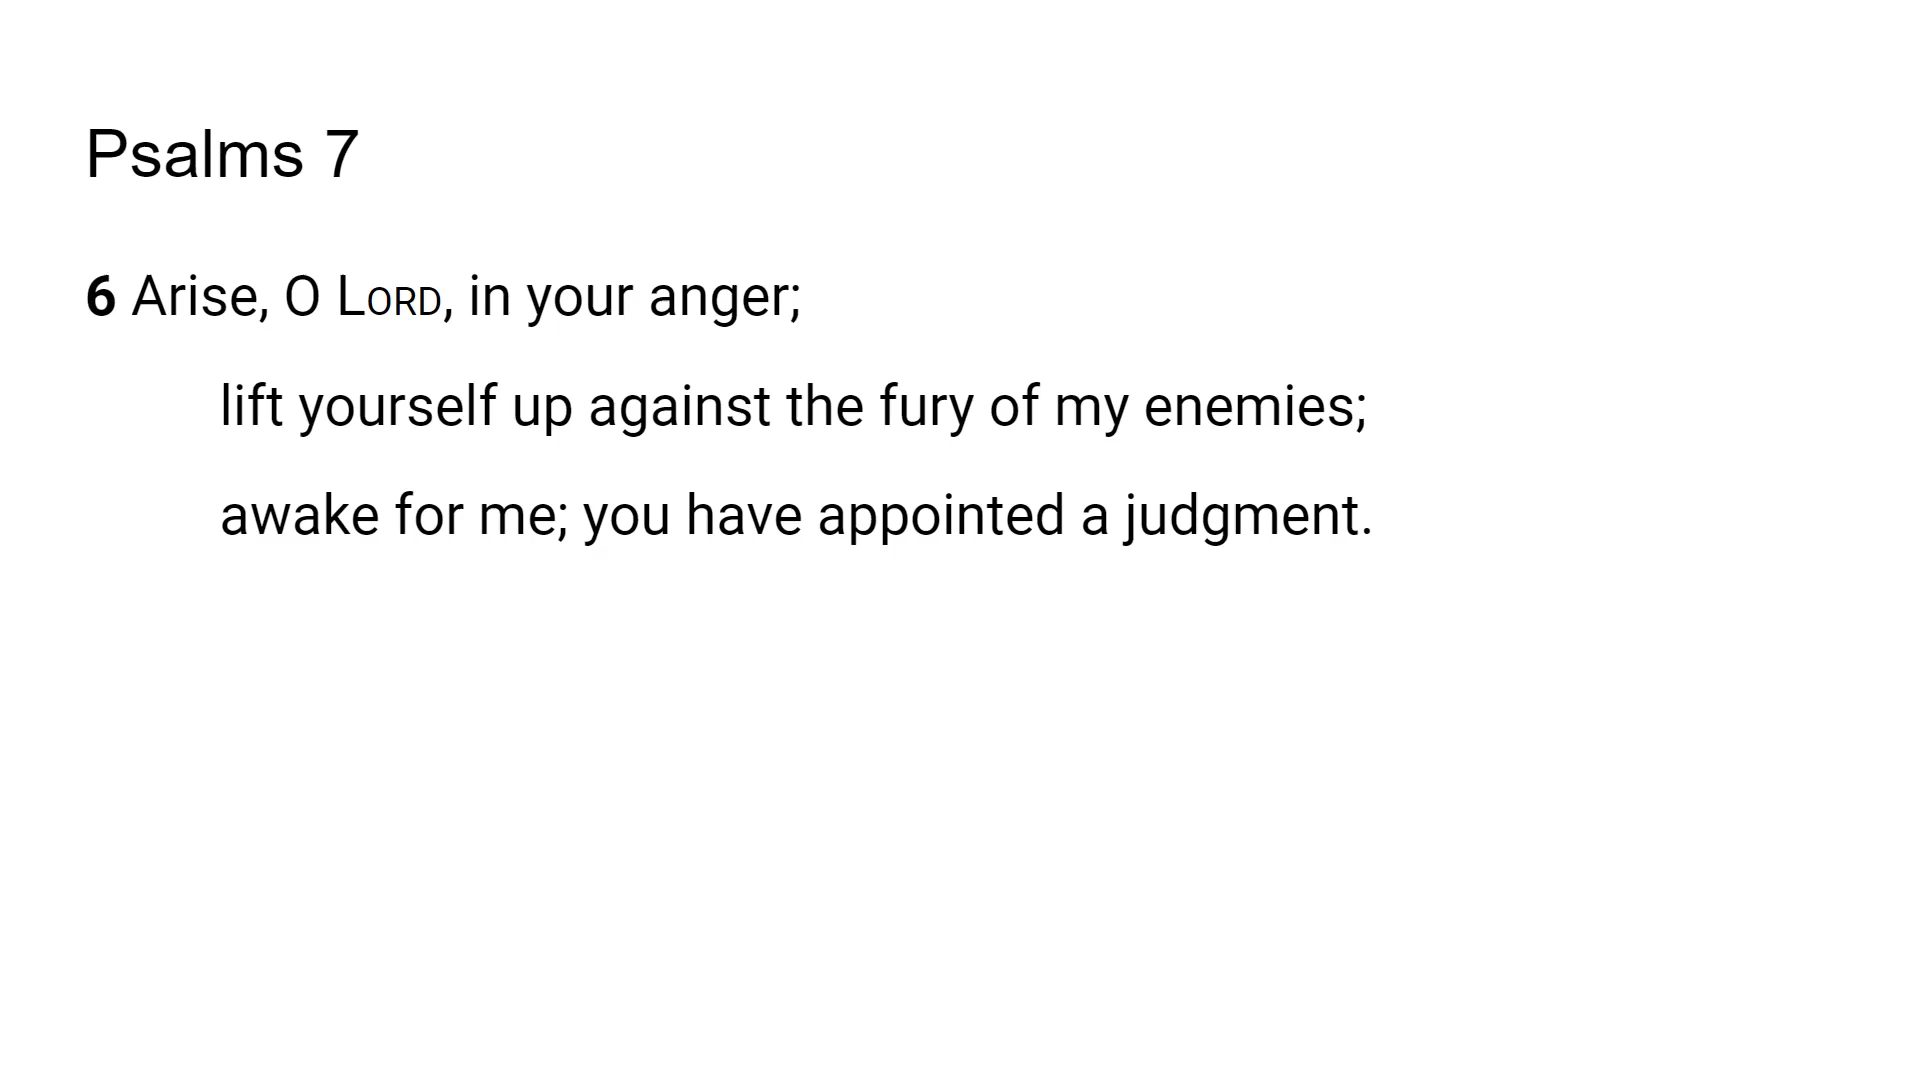 Psalms 7
6 Arise, O LORD, in your anger;
lift yourself up against the fury of my enemies;
awake for me; you have appointed a judgment.